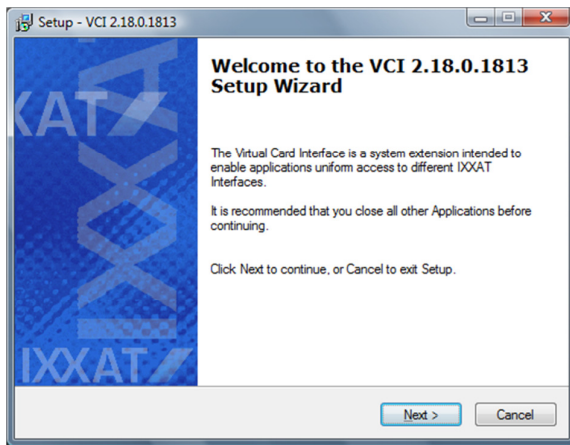 Setup - VCI 2.18.0.1813
Welcome to the VCI 2.18.0.1813
Setup Wizard
The Virtual Card Interface is a system extension intended to
enable applications uniform access to different IXXAT
Interfaces.
It is recommended that you close all other Applications before
continuing.
Click Next to continue, or Cancel to exit Setup.
XAT
IXXA
IXXAT
Next >
Cancel